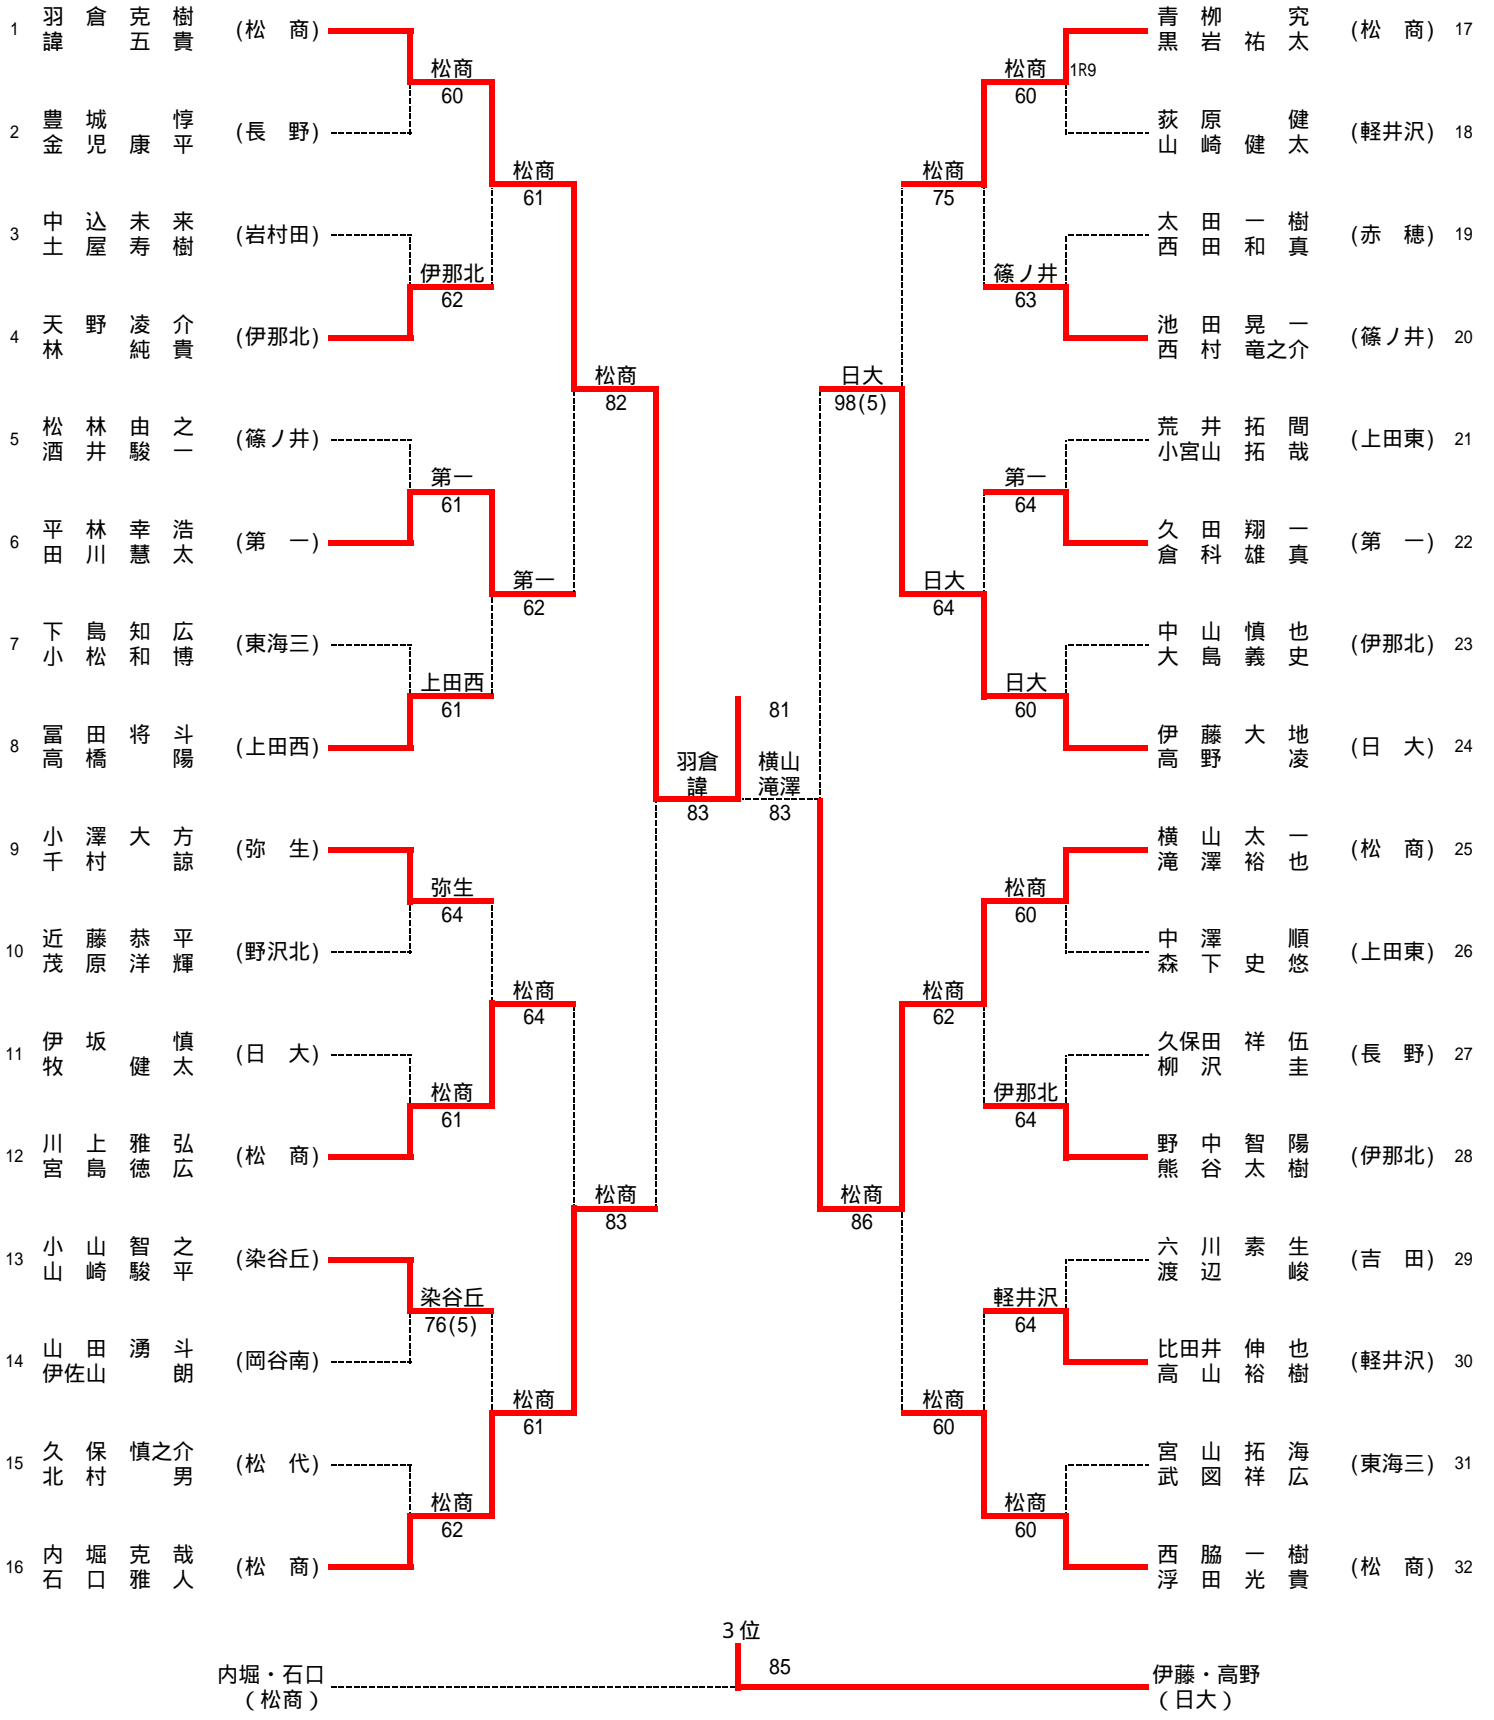 1 羽倉克樹 (松商)
諱五貴
松商
60
2 豊城惇 (長野)
金児康平
松商
61
3 中込未来 (岩村田)
土屋寿樹
伊那北
62
4 天野凌介 (伊那北)
林純貴
松商
82
5 松林由之 (篠ノ井)
酒井駿一
第一
61
6 平林幸浩 (第一)
田川慧太
第一
62
7 下島知広 (東海三)
小松和博
上田西
61
8 冨田将斗 (上田西)
高橋陽
羽倉
諱
83
81
横山
滝澤
83
9 小澤大方 (弥生)
千村諒
弥生
64
10 近藤恭平 (野沢北)
茂原洋輝
松商
64
11 伊坂慎 (日大)
牧健太
松商
61
12 川上雅弘 (松商)
宮島徳広
松商
83
13 小山智之 (染谷丘)
山崎駿平
染谷丘
76(5)
14 山田湧斗 (岡谷南)
伊佐山朗
松商
61
15 久保慎之介 (松代)
北村男
松商
62
16 内堀克哉 (松商)
石口雅人
青栁究 (松商) 17
黒岩祐太
松商 1R9
60
荻原健 (軽井沢) 18
山崎健太
松商
75
太田一樹 (赤穂) 19
西田和真
篠ノ井
63
池田晃一 (篠ノ井) 20
西村竜之介
日大
98(5)
荒井拓間 (上田東) 21
小宮山拓哉
第一
64
久田翔一 (第一) 22
倉科雄真
日大
64
中山慎也 (伊那北) 23
大島義史
日大
60
伊藤大地 (日大) 24
高野凌
横山太一 (松商) 25
滝澤裕也
松商
60
中澤順 (上田東) 26
森下史悠
松商
62
久保田祥伍 (長野) 27
柳沢圭
伊那北
64
野中智陽 (伊那北) 28
熊谷太樹
松商
86
六川素生 (吉田) 29
渡辺峻
軽井沢
64
比田井伸也 (軽井沢) 30
高山裕樹
松商
60
宮山拓海 (東海三) 31
武図祥広
松商
60
西脇一樹 (松商) 32
浮田光貴
3位
85
内堀・石口
(松商)
伊藤・高野
(日大)